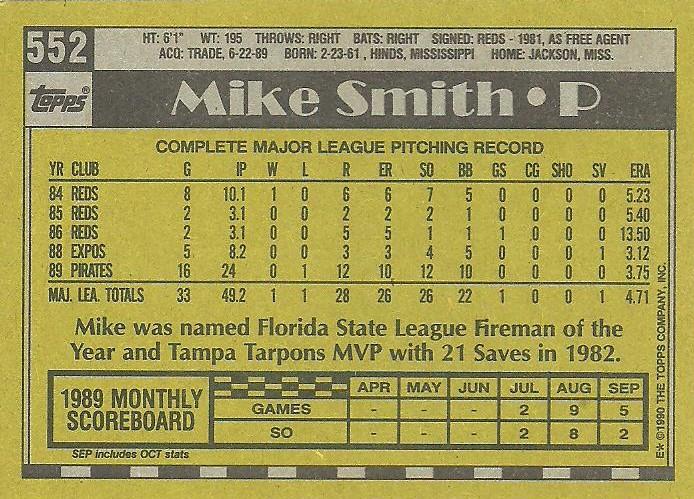 552
HT: 6'1" WT: 195 THROWS: RIGHT BATS: RIGHT SIGNED: REDS - 1981, AS FREE AGENT
ACQ: TRADE, 6-22-89 BORN: 2-23-61 , HINDS, MISSISSIPPI HOME: JACKSON, MISS.
topps®
Mike Smith • P
COMPLETE MAJOR LEAGUE PITCHING RECORD
YR CLUB G IP W L R ER SO BB GS CG SHO SV ERA
84 REDS 8 10.1 1 0 6 6 7 5 0 0 0 0 5.23
85 REDS 2 3.1 0 0 2 2 2 1 0 0 0 0 5.40
86 REDS 2 3.1 0 0 5 5 1 1 1 0 0 0 13.50
88 EXPOS 5 8.2 0 0 3 3 4 5 0 0 0 1 3.12
89 PIRATES 16 24 0 1 12 10 12 10 0 0 0 0 3.75
MAJ. LEA. TOTALS 33 49.2 1 1 28 26 26 22 1 0 0 1 4.71
Mike was named Florida State League Fireman of the
Year and Tampa Tarpons MVP with 21 Saves in 1982.
1989 MONTHLY
SCOREBOARD
APR MAY JUN JUL AUG SEP
GAMES - - - 2 9 5
SO - - - 2 8 2
SEP includes OCT stats
E* ©1990 THE TOPPS COMPANY, INC.